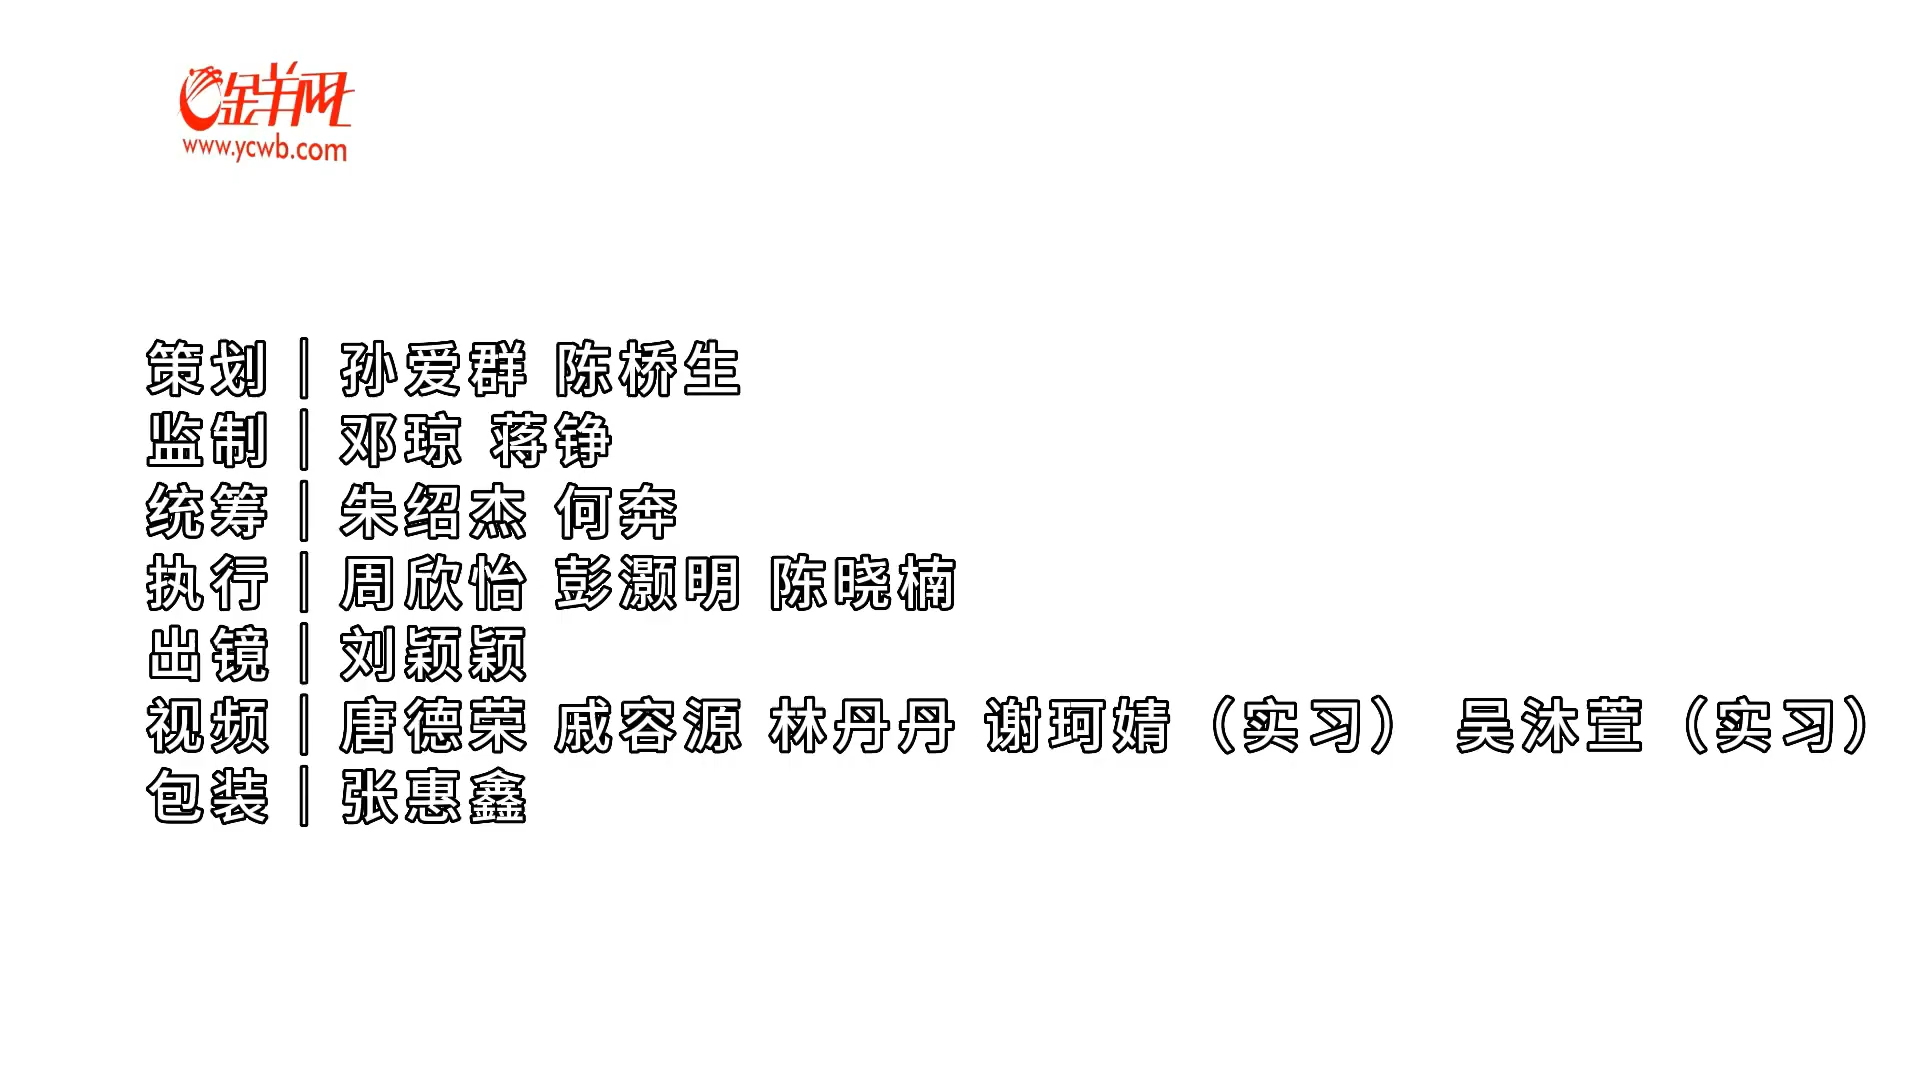 金羊网
www.ycwb.com
策划｜孙爱群 陈桥生
监制｜邓琼 蒋铮
统筹｜朱绍杰 何奔
执行｜周欣怡 彭灏明 陈晓楠
出镜｜刘颖颖
视频｜唐德荣 戚容源 林丹丹 谢珂婧（实习） 吴沐萱（实习）
包装｜张惠鑫